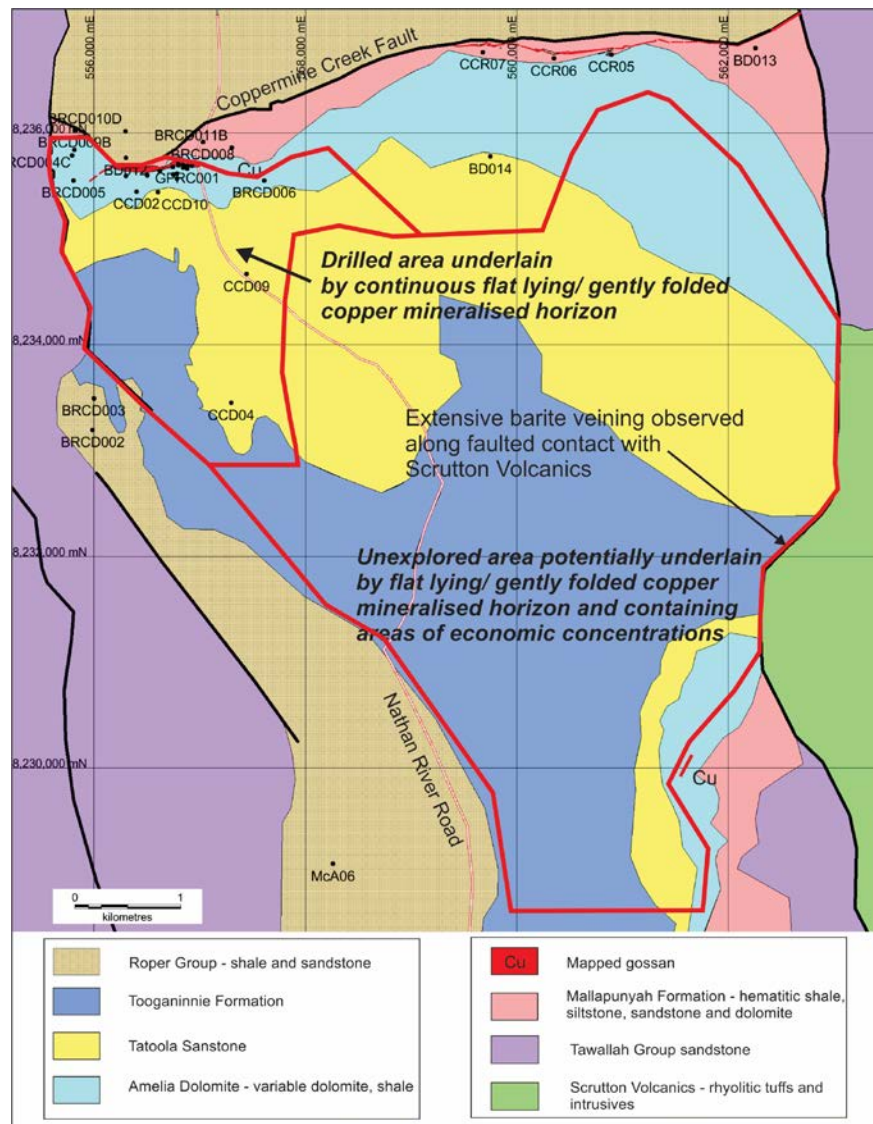 556,000 mE
558,000 mE
560,000 mE
562,000 mE
Coppermine Creek Fault
CCR07
CCR06
CCR05
BD013
BRCD010D
8,236,000 mN
BRCD009B
BRCD011B
BRCD008
BRCD004C
Cu
BD014
BD012
GPRC001
BRCD005
BRCD006
CCD02
CCD10
Drilled area underlain
by continuous flat lying/ gently folded
copper mineralised horizon
CCD09
8,234,000 mN
BRCD003
CCD04
BRCD002
Extensive barite veining observed
along faulted contact with
Scrutton Volcanics
8,232,000 mN
Unexplored area potentially underlain
by flat lying/ gently folded copper
mineralised horizon and containing
areas of economic concentrations
Nathan River Road
8,230,000 mN
Cu
McA06
0 1
kilometres
Roper Group - shale and sandstone
Tooganinnie Formation
Tatoola Sanstone
Amelia Dolomite - variable dolomite, shale
Cu Mapped gossan
Mallapunyah Formation - hematitic shale,
siltstone, sandstone and dolomite
Tawallah Group sandstone
Scrutton Volcanics - rhyolitic tuffs and
intrusives